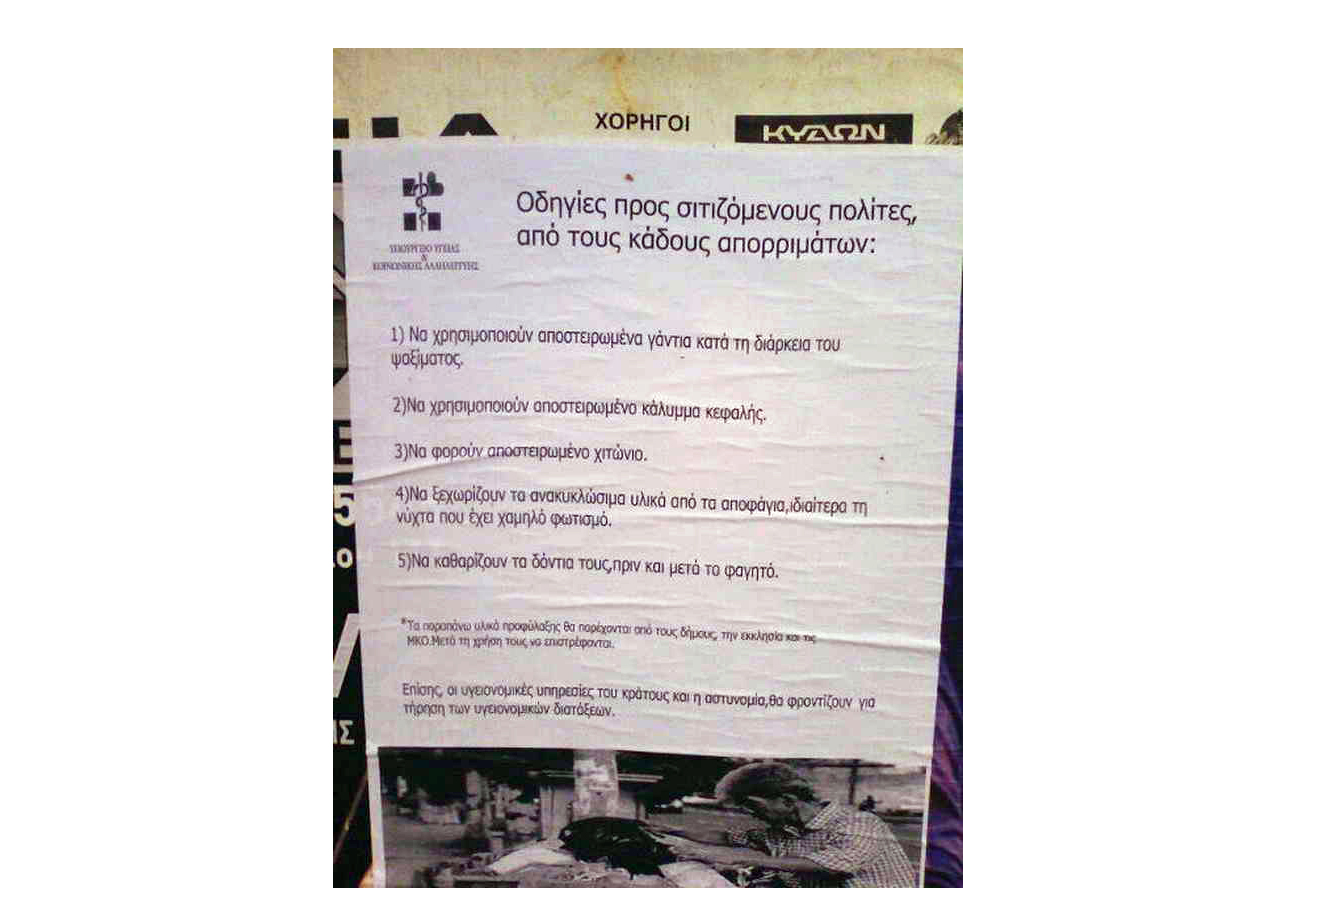 ΧΟΡΗΓΟΙ
ΚΥΔΩΝ
ΥΠΟΥΡΓΕΙΟ ΥΓΕΙΑΣ
&
ΚΟΙΝΩΝΙΚΗΣ ΑΛΛΗΛΕΓΓΥΗΣ
Οδηγίες προς σιτιζόμενους πολίτες,
από τους κάδους απορριμάτων:
1) Να χρησιμοποιούν αποστειρωμένα γάντια κατά τη διάρκεια του
ψαξίματος.
2)Να χρησιμοποιούν αποστειρωμένο κάλυμμα κεφαλής.
3)Να φορούν αποστειρωμένο χιτώνιο.
4)Να ξεχωρίζουν τα ανακυκλώσιμα υλικά από τα αποφάγια,ιδιαίτερα τη
νύχτα που έχει χαμηλό φωτισμό.
5)Να καθαρίζουν τα δόντια τους,πριν και μετά το φαγητό.
*Τα παραπάνω υλικά προφύλαξης θα παρέχονται από τους δήμους, την εκκλησία και τις
ΜΚΟ.Μετά τη χρήση τους να επιστρέφονται.
Επίσης, οι υγειονομικές υπηρεσίες του κράτους και η αστυνομία,θα φροντίζουν για
τήρηση των υγειονομικών διατάξεων.